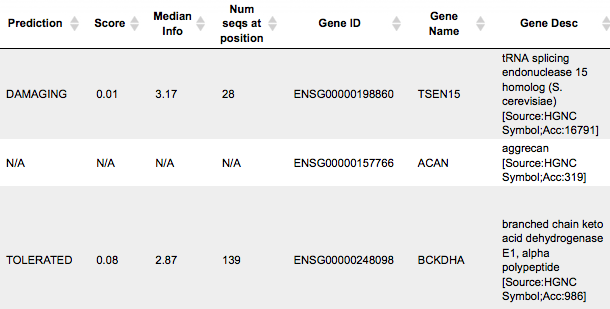 Prediction Score Median Info Num seqs at position Gene ID Gene Name Gene Desc
DAMAGING 0.01 3.17 28 ENSG00000198860 TSEN15
tRNA splicing
endonuclease 15
homolog (S.
cerevisiae)
[Source:HGNC
Symbol;Acc:16791]
N/A N/A N/A N/A ENSG00000157766 ACAN
aggrecan
[Source:HGNC
Symbol;Acc:319]
TOLERATED 0.08 2.87 139 ENSG00000248098 BCKDHA
branched chain keto
acid dehydrogenase
E1, alpha
polypeptide
[Source:HGNC
Symbol;Acc:986]